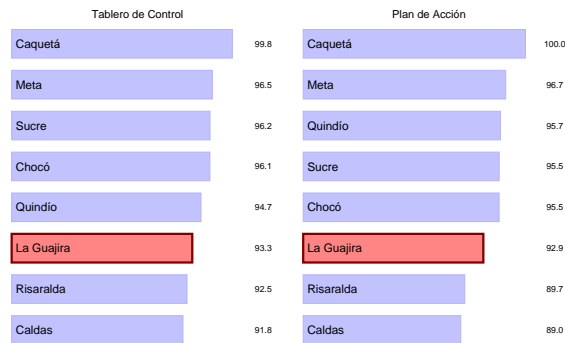 Tablero de Control
Caquetá 99.8
Meta 96.5
Sucre 96.2
Chocó 96.1
Quindío 94.7
La Guajira 93.3
Risaralda 92.5
Caldas 91.8
Plan de Acción
Caquetá 100.0
Meta 96.7
Quindío 95.7
Sucre 95.5
Chocó 95.5
La Guajira 92.9
Risaralda 89.7
Caldas 89.0